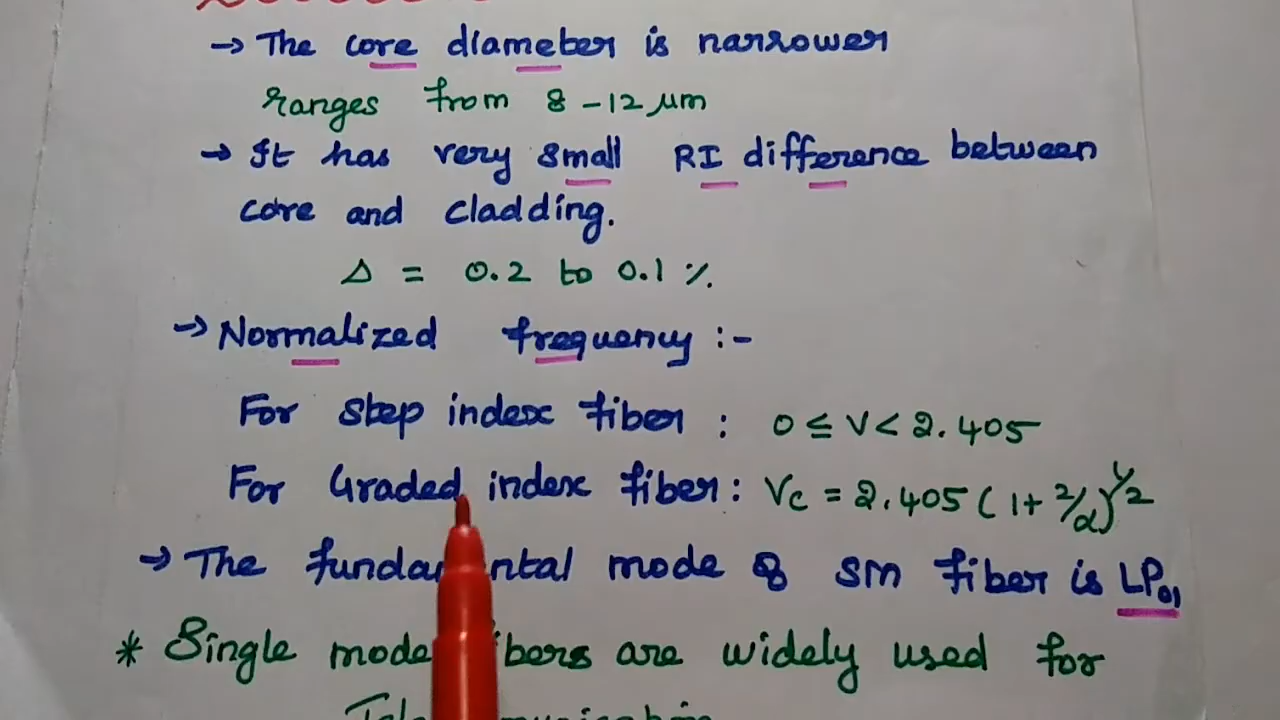 → The core diameter is narrower
ranges from 8 - 12 μm
→ It has very small RI difference between
core and cladding.
Δ = 0.2 to 0.1 %
→ Normalized frequency :-
For step index fiber : 0 ≤ V < 2.405
For Graded index fiber : Vc = 2.405 ( 1 + 2/α )^1/2
→ The fundamental mode of SM fiber is LP01
* Single mode fibers are widely used for